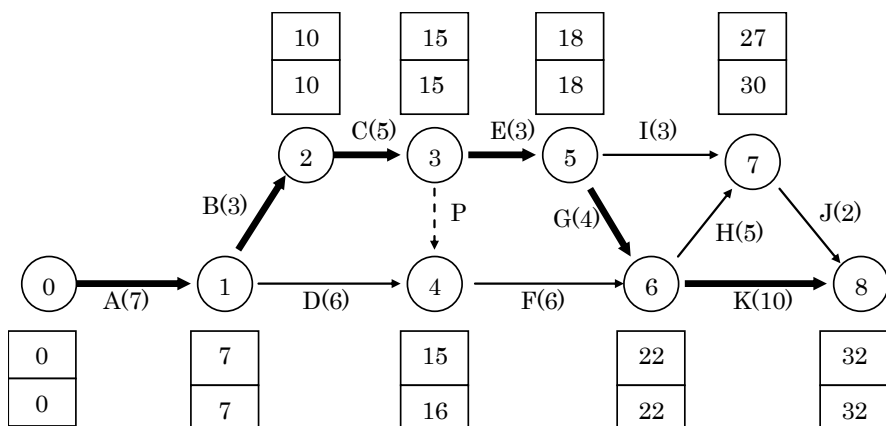 10 15 18 27
10 15 18 30
C(5) E(3) I(3)
2 3 5 7
B(3) P G(4) H(5) J(2)
0 1 4 6 8
A(7) D(6) F(6) K(10)
0 7 15 22 32
0 7 16 22 32